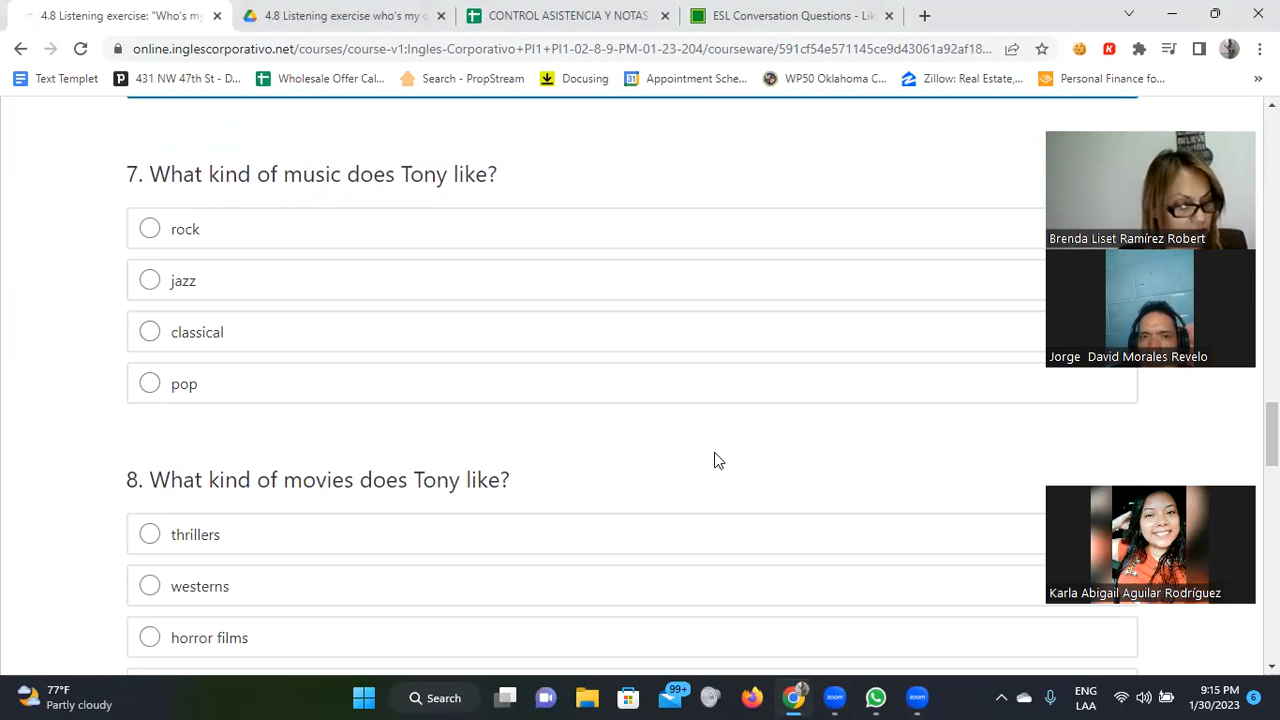 4.8 Listening exercise: "Who's my
4.8 Listening exercise who's my d
CONTROL ASISTENCIA Y NOTAS
ESL Conversation Questions - Lik
online.inglescorporativo.net/courses/course-v1:Ingles-Corporativo+PI1+PI1-02-8-9-PM-01-23-204/courseware/591cf54e571145ce9d43061a92af18...
Text Templet
431 NW 47th St - D...
Wholesale Offer Cal...
Search - PropStream
Docusing
Appointment Sche...
WP50 Oklahoma C...
Zillow: Real Estate,...
Personal Finance fo...
»
7. What kind of music does Tony like?
rock
jazz
classical
pop
8. What kind of movies does Tony like?
thrillers
westerns
horror films
BELIEVE
Brenda Liset Ramírez Robert
Jorge David Morales Revelo
Karla Abigail Aguilar Rodríguez
77°F
Partly cloudy
Search
99+
zoom
zoom
ENG
LAA
9:15 PM
1/30/2023
6